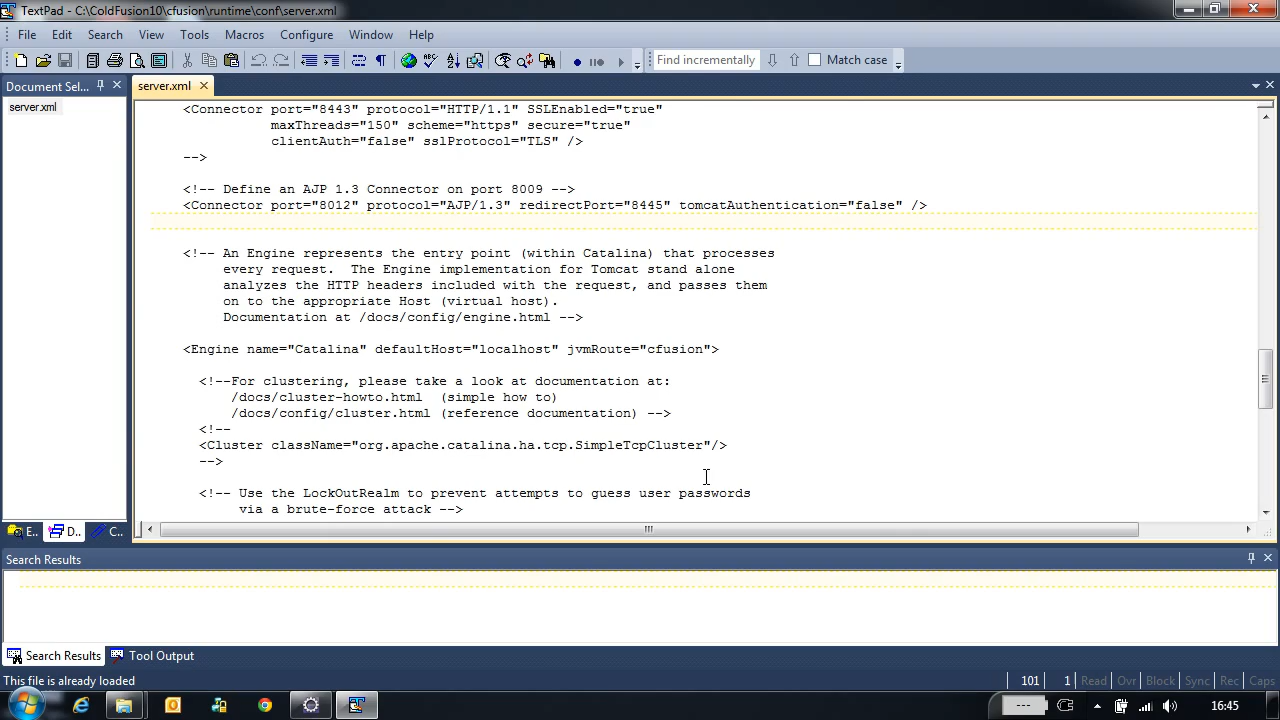 TextPad - C:\ColdFusion10\cfusion\runtime\conf\server.xml
File Edit Search View Tools Macros Configure Window Help
Find incrementally Match case
Document Sel...
server.xml
server.xml
<Connector port="8443" protocol="HTTP/1.1" SSLEnabled="true"
maxThreads="150" scheme="https" secure="true"
clientAuth="false" sslProtocol="TLS" />
-->
<!-- Define an AJP 1.3 Connector on port 8009 -->
<Connector port="8012" protocol="AJP/1.3" redirectPort="8445" tomcatAuthentication="false" />
<!-- An Engine represents the entry point (within Catalina) that processes
every request.  The Engine implementation for Tomcat stand alone
analyzes the HTTP headers included with the request, and passes them
on to the appropriate Host (virtual host).
Documentation at /docs/config/engine.html -->
<Engine name="Catalina" defaultHost="localhost" jvmRoute="cfusion">
<!--For clustering, please take a look at documentation at:
/docs/cluster-howto.html  (simple how to)
/docs/config/cluster.html (reference documentation) -->
<!--
<Cluster className="org.apache.catalina.ha.tcp.SimpleTcpCluster"/>
-->
<!-- Use the LockOutRealm to prevent attempts to guess user passwords
via a brute-force attack -->
E.. D.. C..
Search Results
Search Results Tool Output
This file is already loaded 101 1 Read Ovr Block Sync Rec Caps
--- 16:45